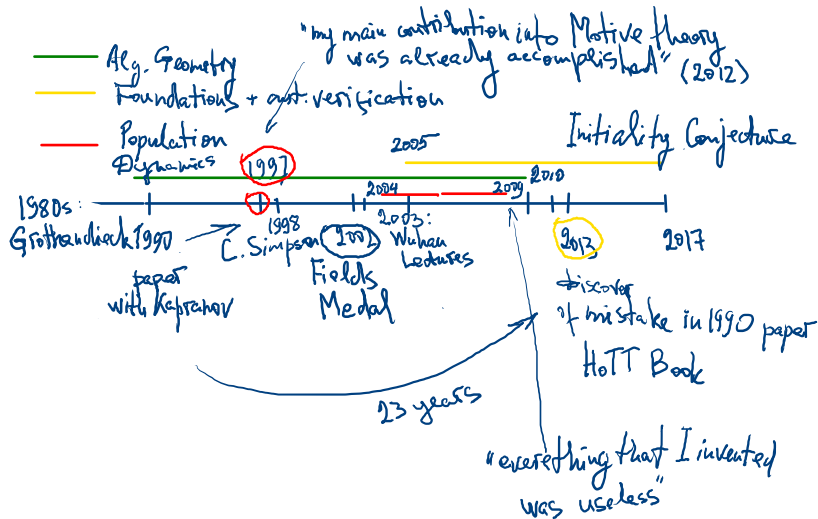 "my main contribution into Motive theory
was already accomplished" (2012)
Alg. Geometry
Foundations + aut. verification
Population
Dynamics
1997
2005
Initiality Conjecture
2010
2004
2009
1980s:
Grothendieck
1990
1998
C. Simpson
2002
2003:
Wuhan
Lectures
2013
2017
paper
with Kapranov
Fields
Medal
discover
of mistake in 1990 paper
HoTT Book
23 years
"everething that I invented
was useless"